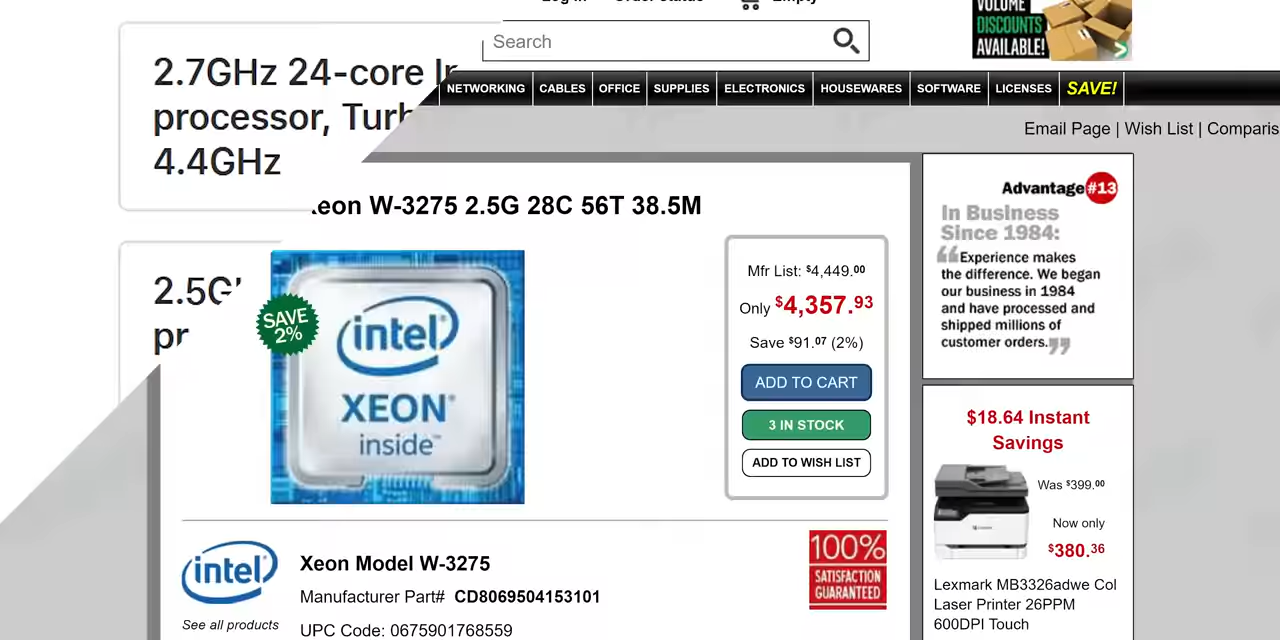 Log in Order Status Empty
Search
VOLUME
DISCOUNTS
AVAILABLE!
2.7GHz 24-core
processor,
4.4GHz
NETWORKING CABLES OFFICE SUPPLIES ELECTRONICS HOUSEWARES SOFTWARE LICENSES SAVE!
Email Page | Wish List | Comparis
Xeon W-3275 2.5G 28C 56T 38.5M
2.5G
pr
SAVE
2%
intel
XEON
inside™
Mfr List: $4,449.00
Only $4,357.93
Save $91.07 (2%)
ADD TO CART
3 IN STOCK
ADD TO WISH LIST
Advantage #13
In Business
Since 1984:
“Experience makes
the difference. We began
our business in 1984
and have processed and
shipped millions of
customer orders.”
$18.64 Instant
Savings
Was $399.00
Now only
$380.36
Lexmark MB3326adwe Col
Laser Printer 26PPM
600DPI Touch
intel
See all products
Xeon Model W-3275
Manufacturer Part# CD8069504153101
UPC Code: 0675901768559
100%
SATISFACTION
GUARANTEED